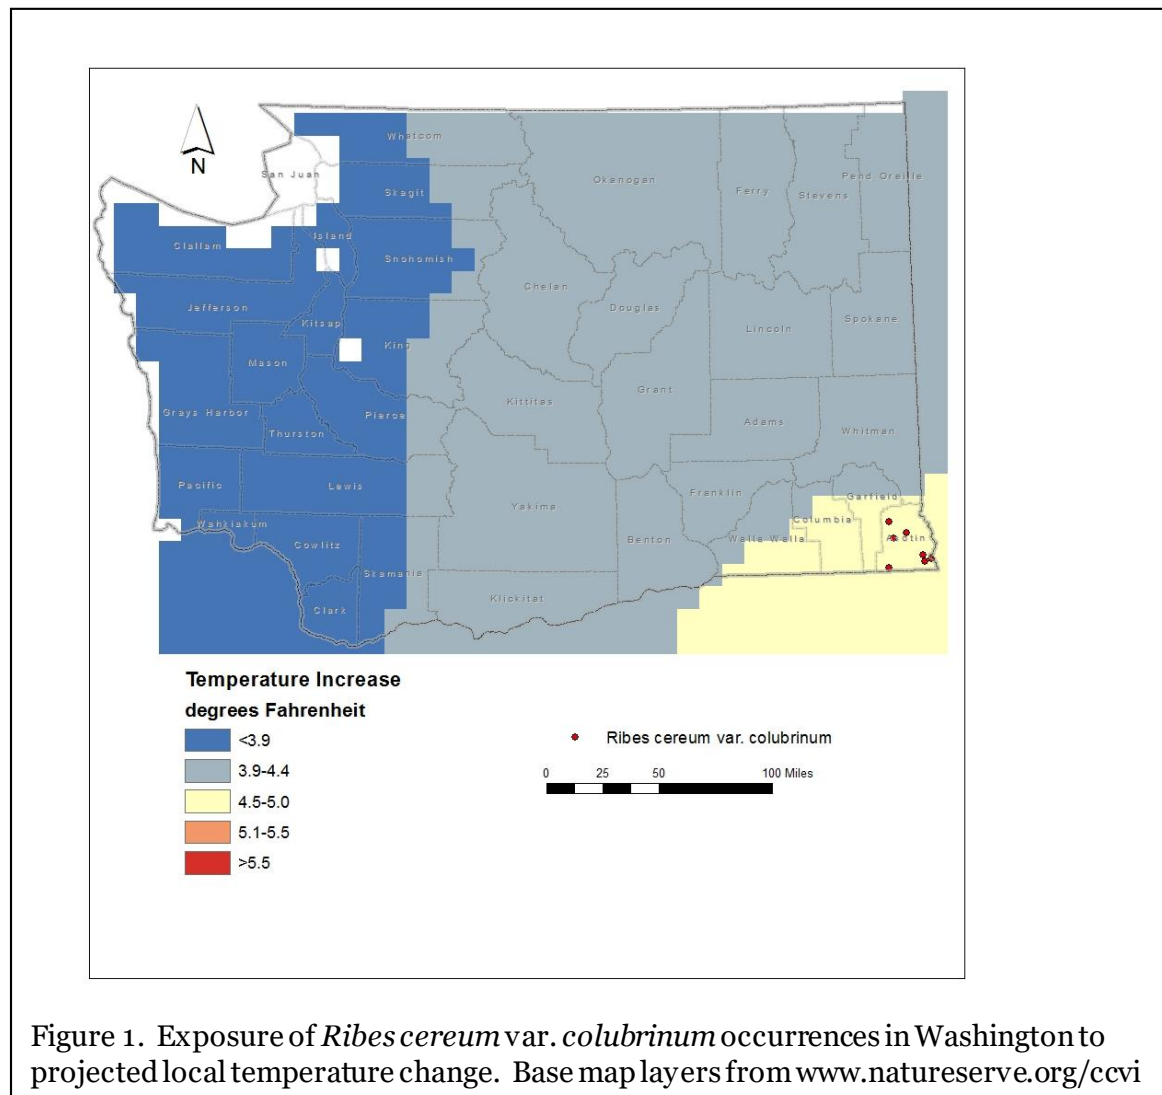 N
San Juan
Whatcom
Okanogan
Ferry
Stevens
Pend Oreille
Skagit
Clallam
Island
Snohomish
Chelan
Jefferson
Kitsap
Douglas
Lincoln
Spokane
King
Mason
Grant
Kittitas
Grays Harbor
Pierce
Adams
Thurston
Whitman
Pacific
Lewis
Franklin
Garfield
Yakima
Columbia
Wahkiakum
Cowlitz
Benton
Walla Walla
Asotin
Skamania
Klickitat
Clark
Temperature Increase
degrees Fahrenheit
<3.9
3.9-4.4
4.5-5.0
5.1-5.5
>5.5
Ribes cereum var. colubrinum
0 25 50 100 Miles
Figure 1. Exposure of Ribes cereum var. colubrinum occurrences in Washington to
projected local temperature change. Base map layers from www.natureserve.org/ccvi